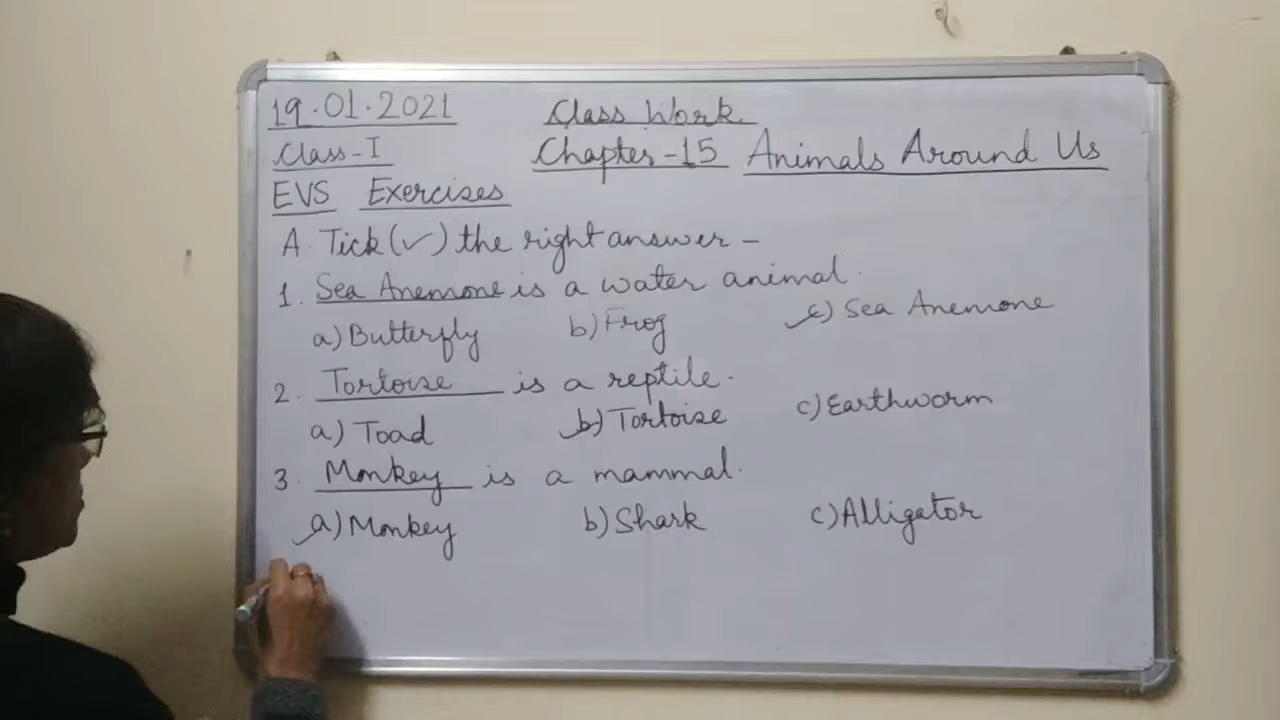 19.01.2021 Class Work
Class-I Chapter-15 Animals Around Us
EVS Exercises
A. Tick (✓) the right answer -
1. Sea Anemone is a water animal.
a) Butterfly b) Frog ✓c) Sea Anemone
2. Tortoise is a reptile.
a) Toad ✓b) Tortoise c) Earthworm
3. Monkey is a mammal.
✓a) Monkey b) Shark c) Alligator